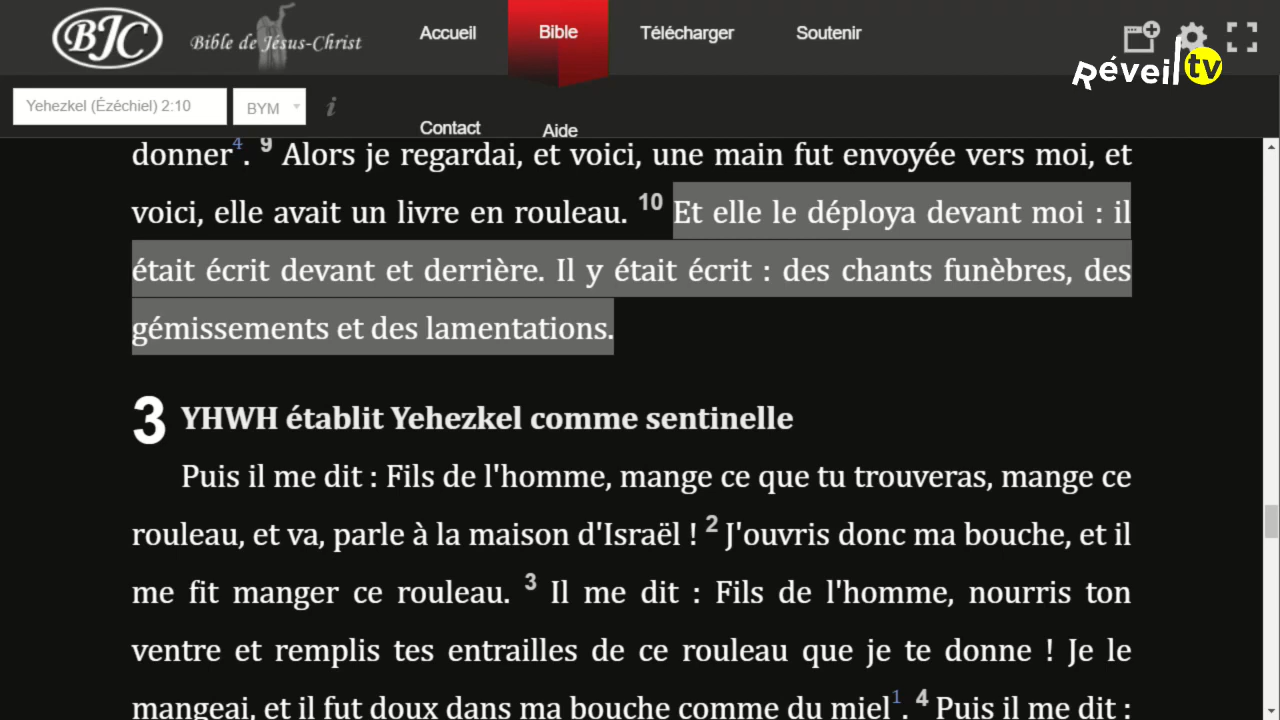 BJC
Bible de Jésus-Christ
Accueil
Bible
Télécharger
Soutenir
Réveil tv
Yehezkel (Ézéchiel) 2:10
BYM
i
Contact
Aide
donner4. 9 Alors je regardai, et voici, une main fut envoyée vers moi, et
voici, elle avait un livre en rouleau. 10 Et elle le déploya devant moi : il
était écrit devant et derrière. Il y était écrit : des chants funèbres, des
gémissements et des lamentations.
3 YHWH établit Yehezkel comme sentinelle
Puis il me dit : Fils de l'homme, mange ce que tu trouveras, mange ce
rouleau, et va, parle à la maison d'Israël ! 2 J'ouvris donc ma bouche, et il
me fit manger ce rouleau. 3 Il me dit : Fils de l'homme, nourris ton
ventre et remplis tes entrailles de ce rouleau que je te donne ! Je le
mangeai, et il fut doux dans ma bouche comme du miel1. 4 Puis il me dit :